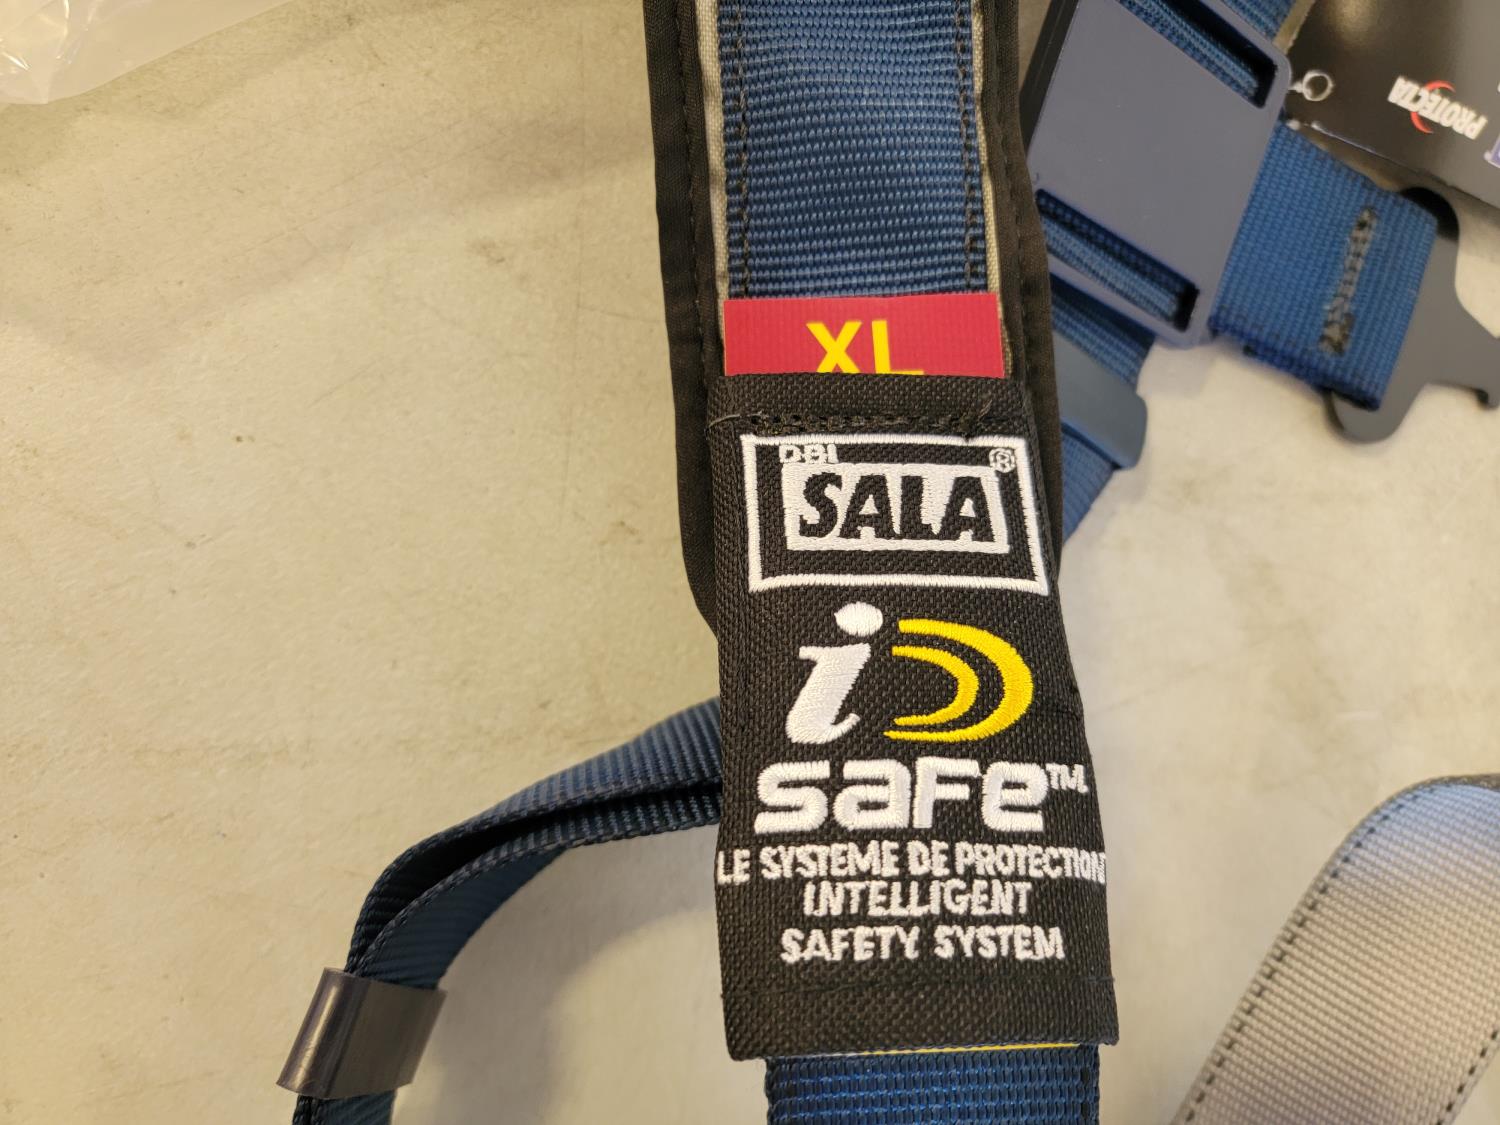 PROTECTA
XL
DBI
SALA®
i
safe™
LE SYSTEME DE PROTECTION
INTELLIGENT
SAFETY SYSTEM